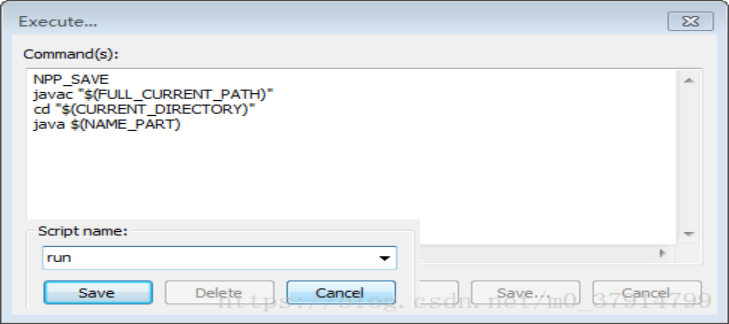 Execute...
Command(s):
NPP_SAVE
javac "$(FULL_CURRENT_PATH)"
cd "$(CURRENT_DIRECTORY)"
java $(NAME_PART)
Script name:
run
Save Delete Cancel Save... Cancel
https://blog.csdn.net/m0_37914799